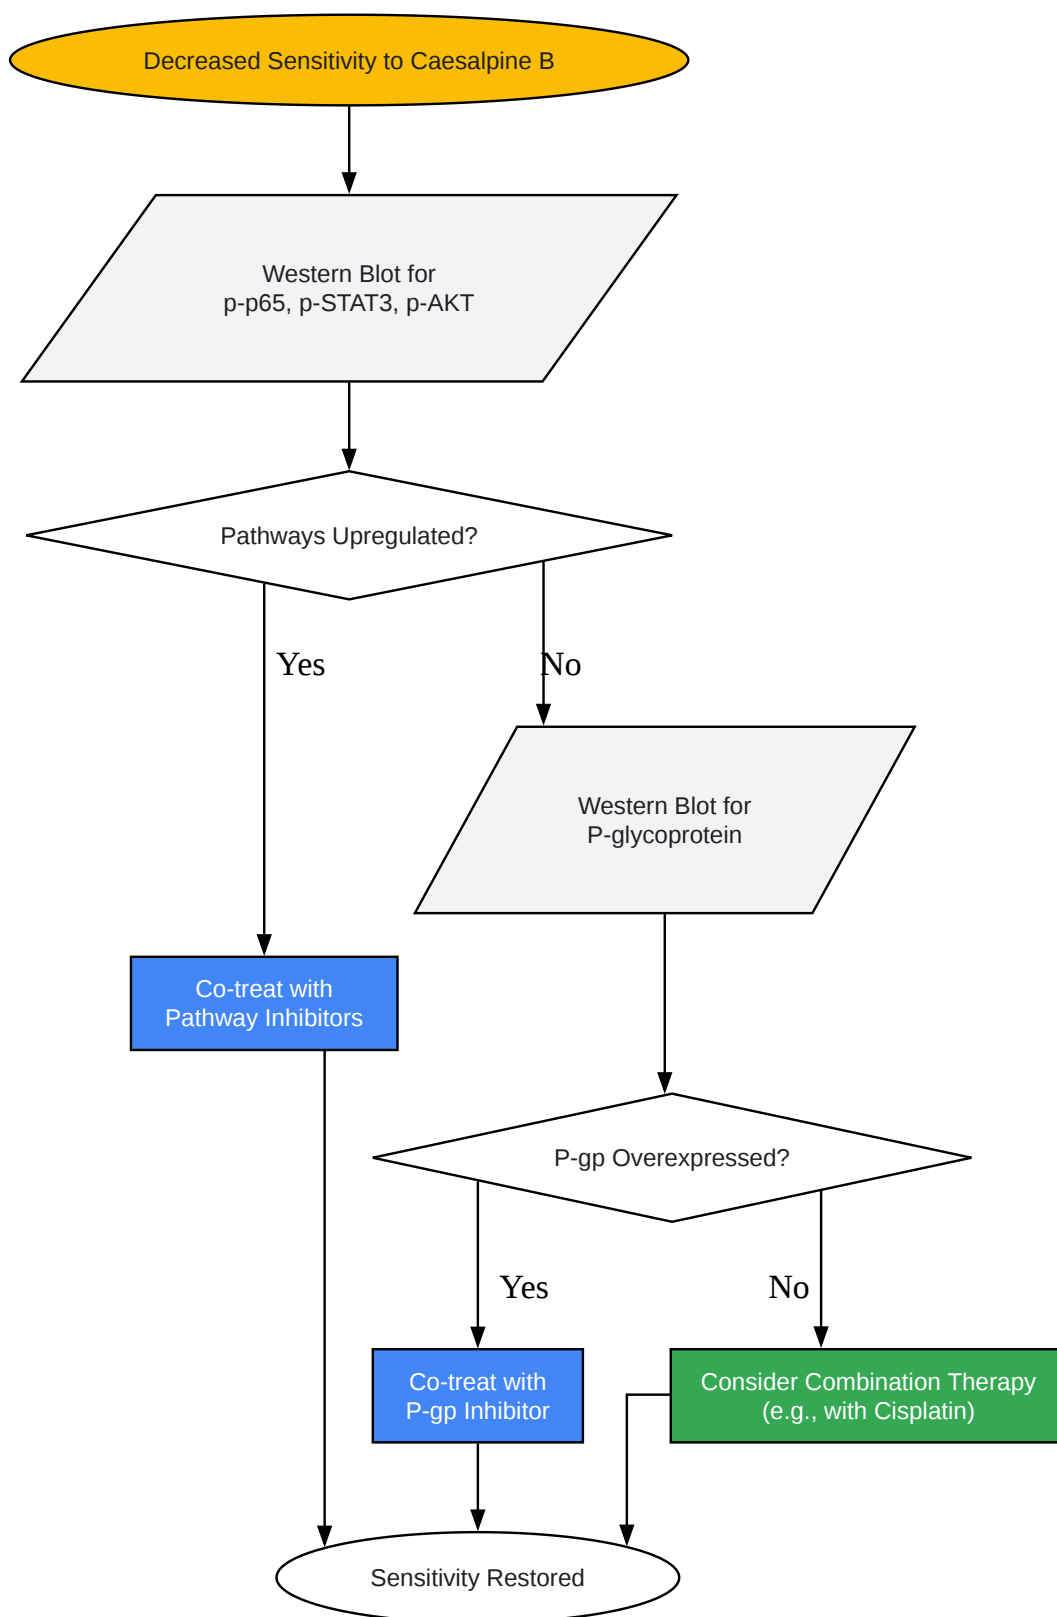 Decreased Sensitivity to Caesalpine B
Western Blot for
p-p65, p-STAT3, p-AKT
Pathways Upregulated?
Yes
No
Western Blot for
P-glycoprotein
Co-treat with
Pathway Inhibitors
P-gp Overexpressed?
Yes
No
Co-treat with
P-gp Inhibitor
Consider Combination Therapy
(e.g., with Cisplatin)
Sensitivity Restored